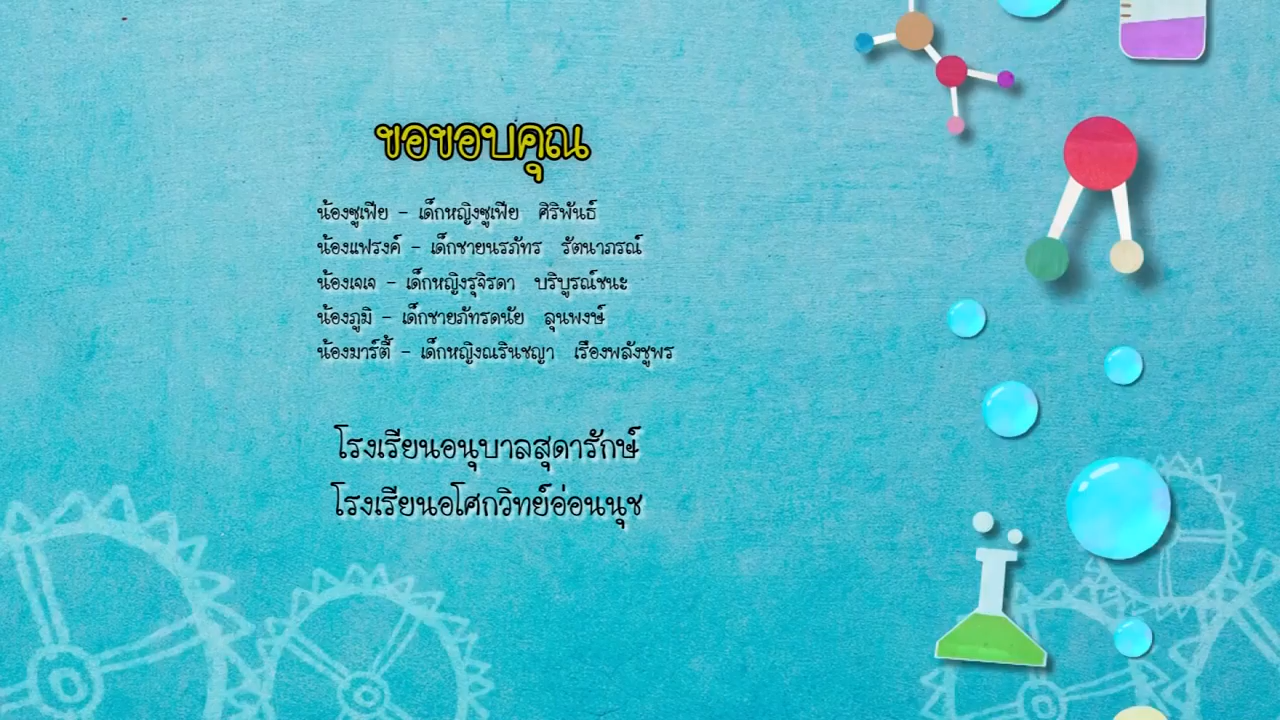 ขอขอบคุณ
น้องซูเฟีย - เด็กหญิงซูเฟีย ศิริพันธ์
น้องแฟรงค์ - เด็กชายนรภัทร รัตนาภรณ์
น้องเจเจ - เด็กหญิงรุจิรดา บริบูรณ์ชนะ
น้องภูมิ - เด็กชายภัทรดนัย ลุนพงษ์
น้องมาร์ตี้ - เด็กหญิงณรินชญา เรืองพลังชูพร
โรงเรียนอนุบาลสุดารักษ์
โรงเรียนอโศกวิทย์อ่อนนุช